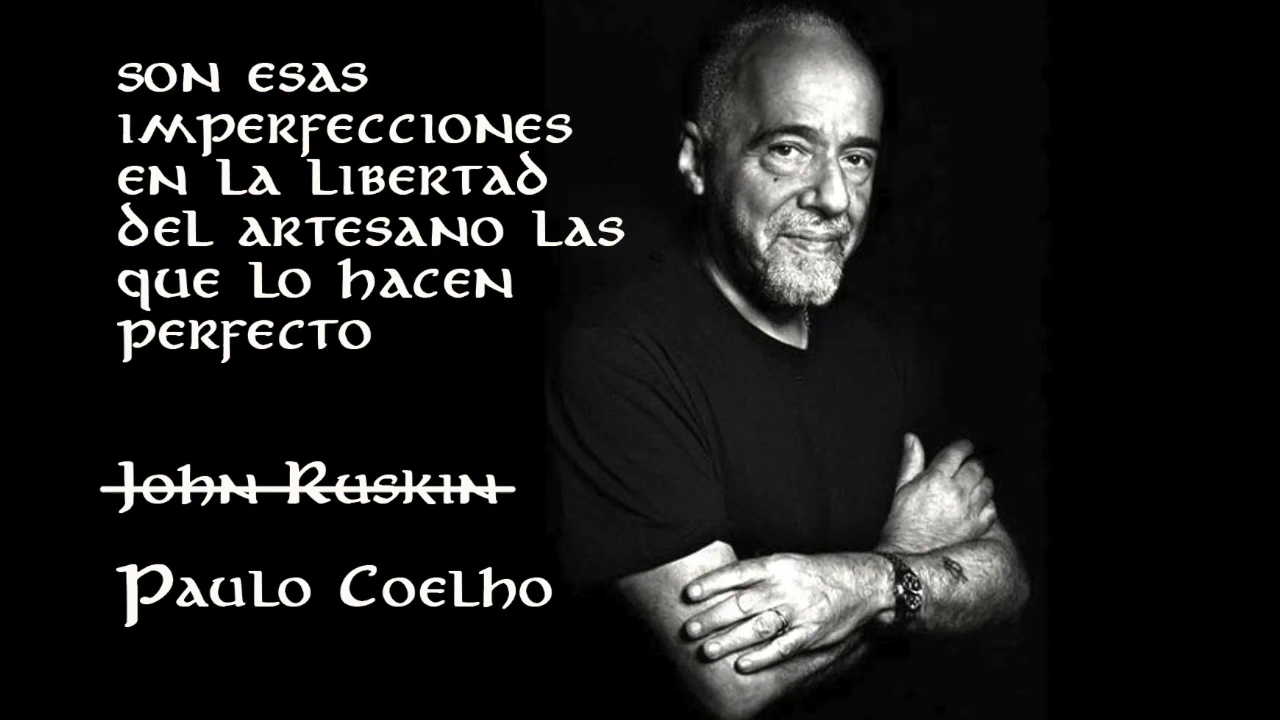 son esas
imperfecciones
en la libertad
del artesano las
que lo hacen
perfecto
John Ruskin
Paulo Coelho